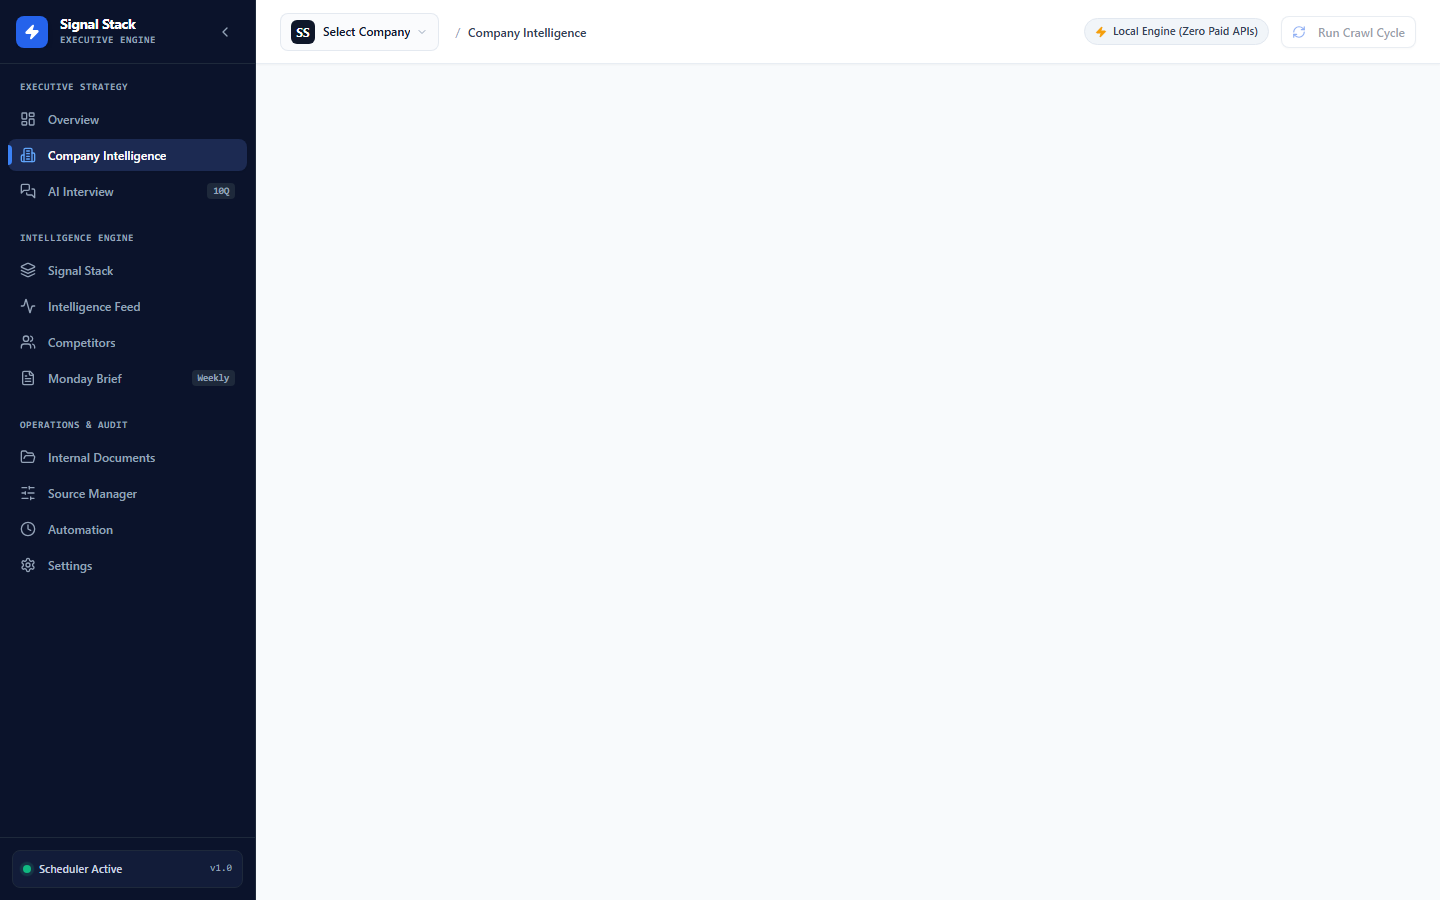 Signal Stack
EXECUTIVE ENGINE
EXECUTIVE STRATEGY
Overview
Company Intelligence
AI Interview 10Q
INTELLIGENCE ENGINE
Signal Stack
Intelligence Feed
Competitors
Monday Brief Weekly
OPERATIONS & AUDIT
Internal Documents
Source Manager
Automation
Settings
Scheduler Active v1.0
SS Select Company / Company Intelligence
Local Engine (Zero Paid APIs)
Run Crawl Cycle